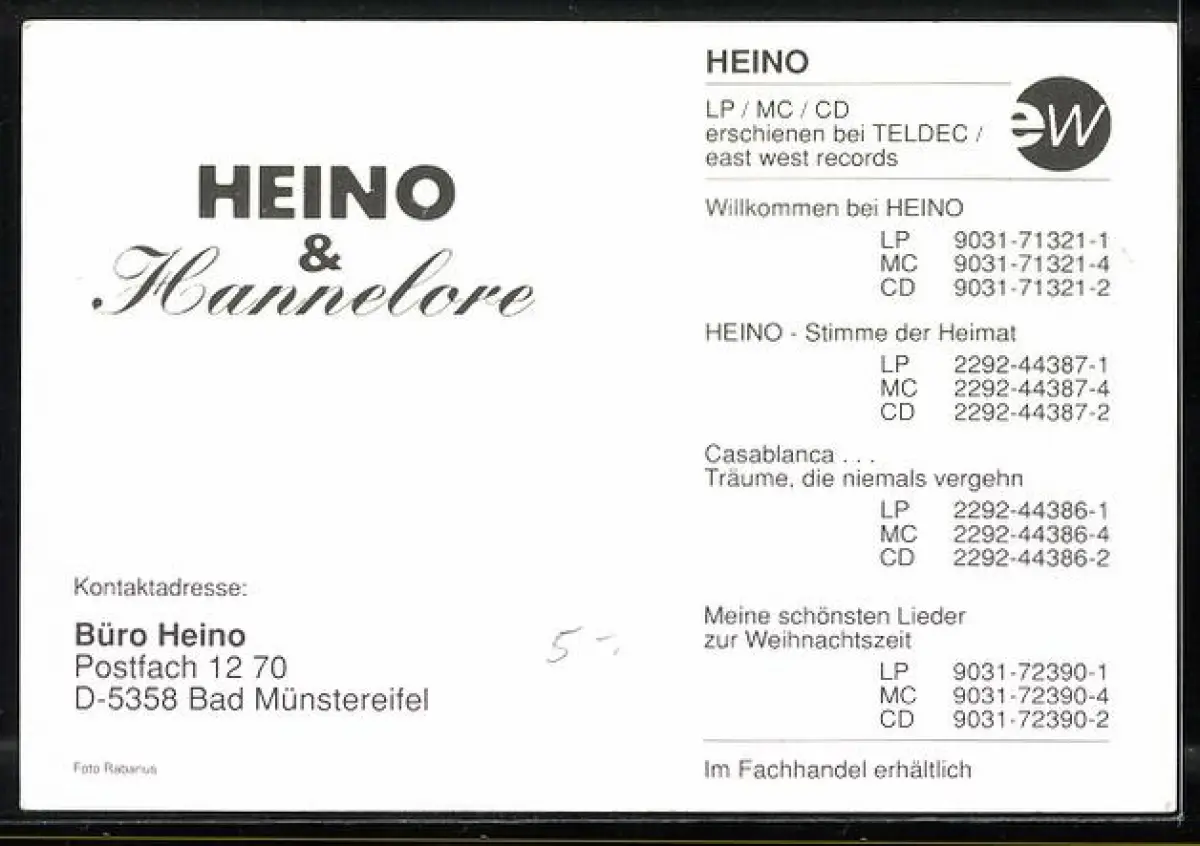 HEINO
&
Hannelore
Kontaktadresse:
Büro Heino
Postfach 12 70
D-5358 Bad Münstereifel
Foto Rabanus
5-,
HEINO
LP / MC / CD
erschienen bei TELDEC /
east west records
ew
Willkommen bei HEINO
LP 9031-71321-1
MC 9031-71321-4
CD 9031-71321-2
HEINO - Stimme der Heimat
LP 2292-44387-1
MC 2292-44387-4
CD 2292-44387-2
Casablanca . . .
Träume, die niemals vergehn
LP 2292-44386-1
MC 2292-44386-4
CD 2292-44386-2
Meine schönsten Lieder
zur Weihnachtszeit
LP 9031-72390-1
MC 9031-72390-4
CD 9031-72390-2
Im Fachhandel erhältlich